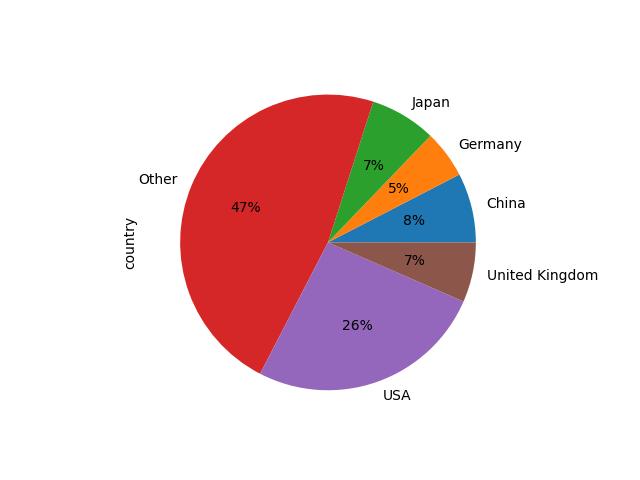 Japan
Germany
7%
5%
Other
China
47%
8%
country
7%
United Kingdom
26%
USA